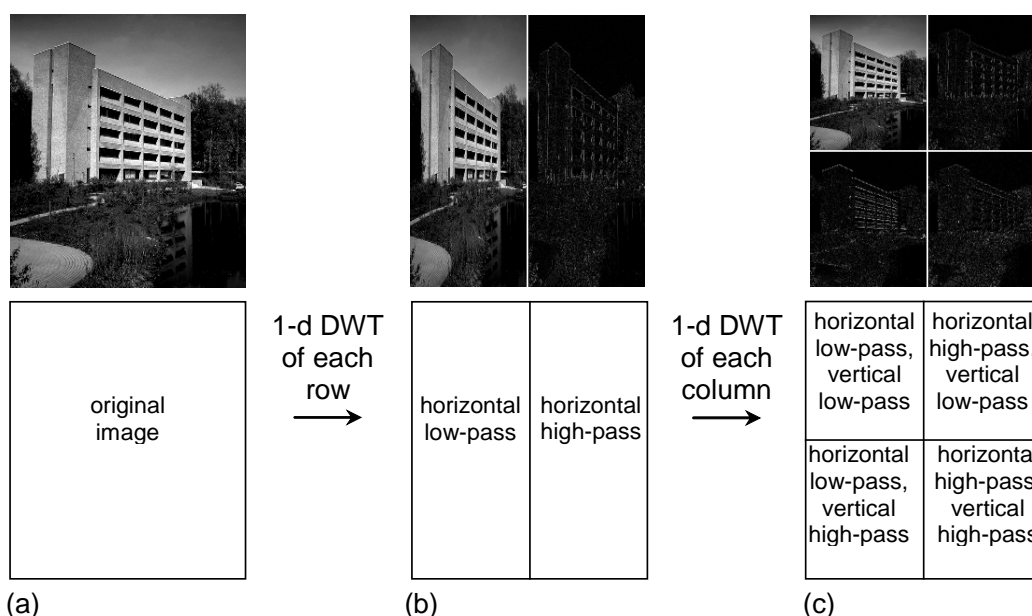 original
image
1-d DWT
of each
row
horizontal
low-pass
horizontal
high-pass
1-d DWT
of each
column
horizontal
low-pass,
vertical
low-pass
horizontal
high-pass,
vertical
low-pass
horizontal
low-pass,
vertical
high-pass
horizonta
high-pass
vertical
high-pass
(a)
(b)
(c)